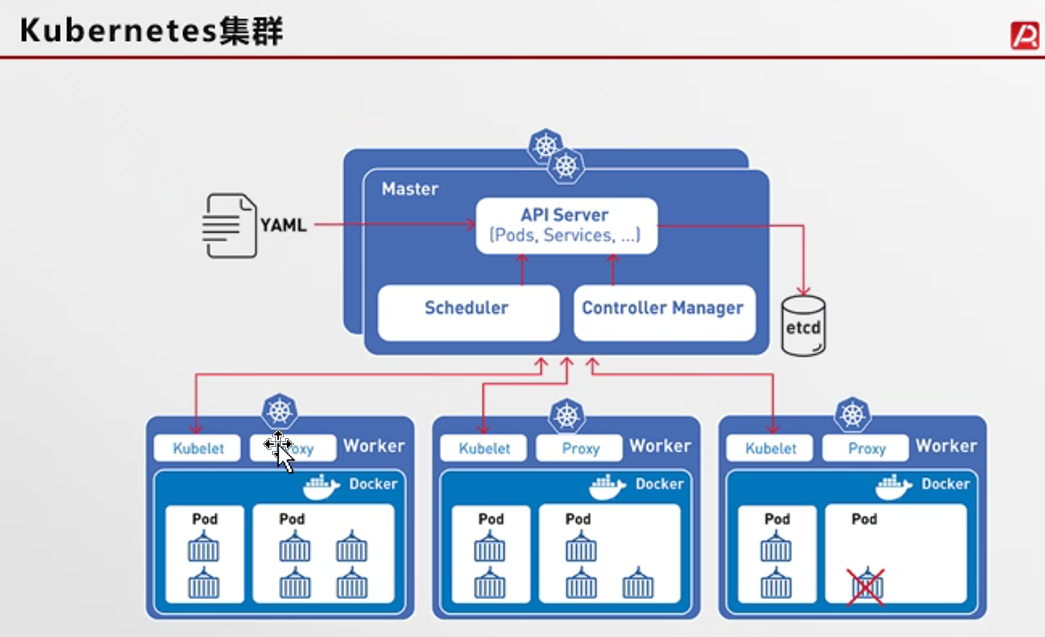 Kubernetes集群
Master
YAML
API Server
(Pods, Services, ...)
Scheduler
Controller Manager
etcd
Kubelet
Worker
Kubelet
Proxy
Worker
Kubelet
Proxy
Worker
Docker
Docker
Docker
Pod
Pod
Pod
Pod
Pod
Pod